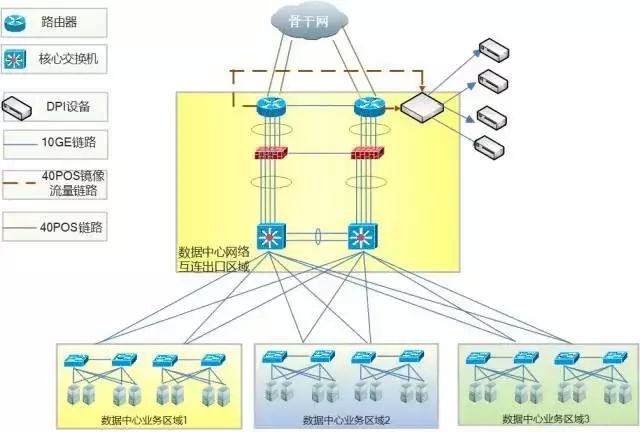 骨干网
路由器
核心交换机
DPI设备
10GE链路
40POS镜像
流量链路
40POS链路
数据中心网络
互连出口区域
数据中心业务区域1
数据中心业务区域2
数据中心业务区域3